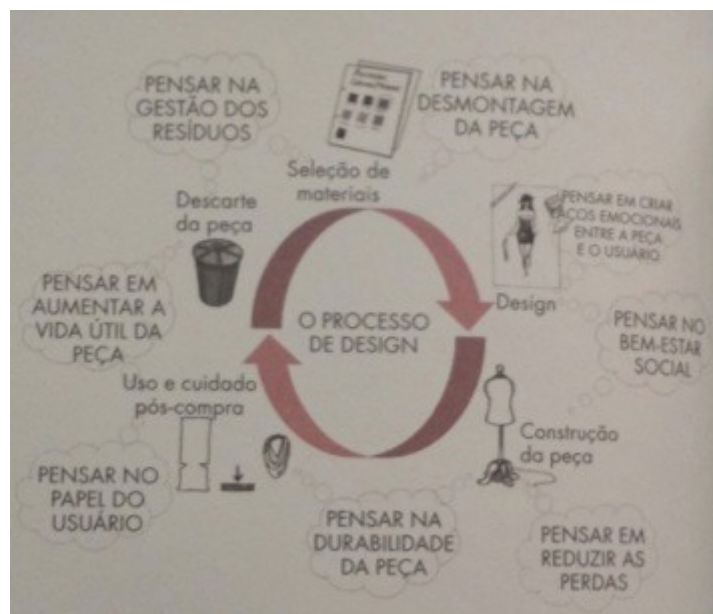 PENSAR NA
GESTÃO DOS
RESÍDUOS
PENSAR NA
DESMONTAGEM
DA PEÇA
Seleção de
materiais
Descarte
da peça
PENSAR EM CRIAR
LAÇOS EMOCIONAIS
ENTRE A PEÇA
E O USUÁRIO
Design
PENSAR EM
AUMENTAR A
VIDA ÚTIL DA
PEÇA
O PROCESSO
DE DESIGN
PENSAR NO
BEM-ESTAR
SOCIAL
Uso e cuidado
pós-compra
Construção
da peça
PENSAR NO
PAPEL DO
USUÁRIO
PENSAR NA
DURABILIDADE
DA PEÇA
PENSAR EM
REDUZIR AS
PERDAS